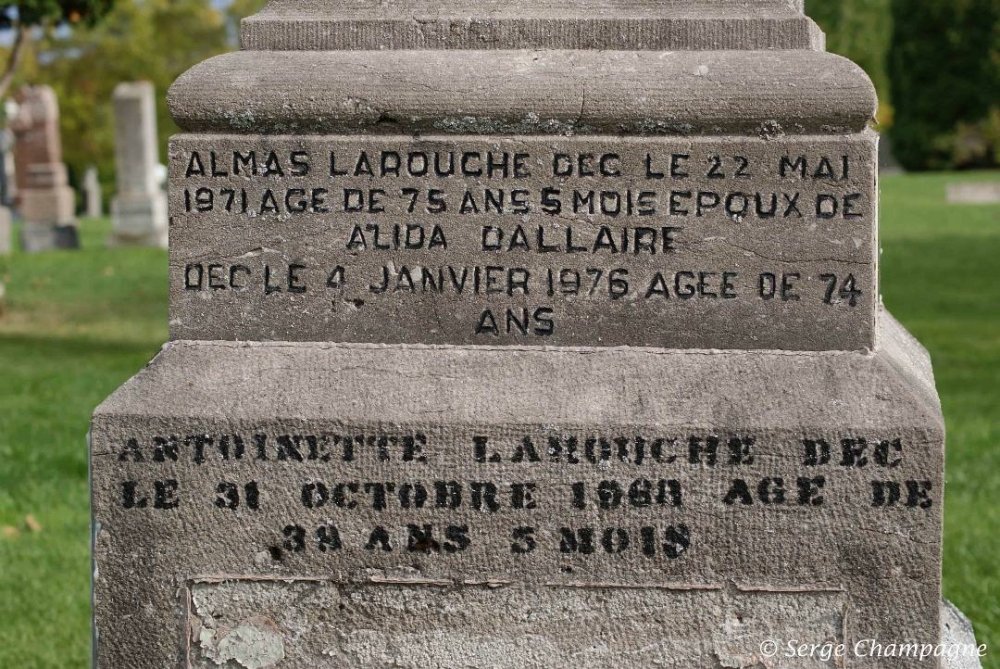 ALMAS LAROUCHE DEC LE 22 MAI
1971 AGE DE 75 ANS 5 MOIS EPOUX DE
AZIDA DALLAIRE
DEC LE 4 JANVIER 1976 AGEE DE 74
ANS
ANTOINETTE LAROUCHE DEC
LE 31 OCTOBRE AGE DE
ANS 5 MOIS
© Serge Champagne